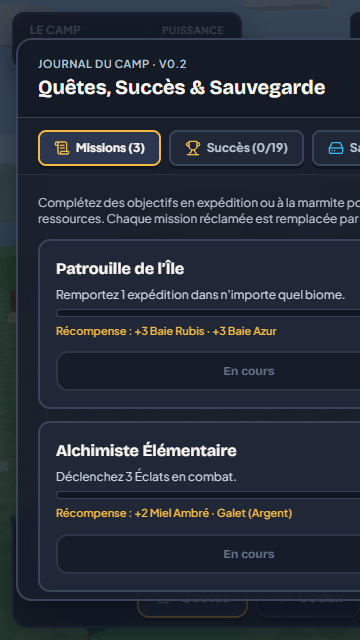 LE CAMP
PUISSANCE
JOURNAL DU CAMP · V0.2
Quêtes, Succès & Sauvegarde
Missions (3)
Succès (0/19)
Sa
Complétez des objectifs en expédition ou à la marmite po
ressources. Chaque mission réclamée est remplacée par
Patrouille de l'Île
Remportez 1 expédition dans n'importe quel biome.
Récompense : +3 Baie Rubis · +3 Baie Azur
En cours
Alchimiste Élémentaire
Déclenchez 3 Éclats en combat.
Récompense : +2 Miel Ambré · Galet (Argent)
En cours